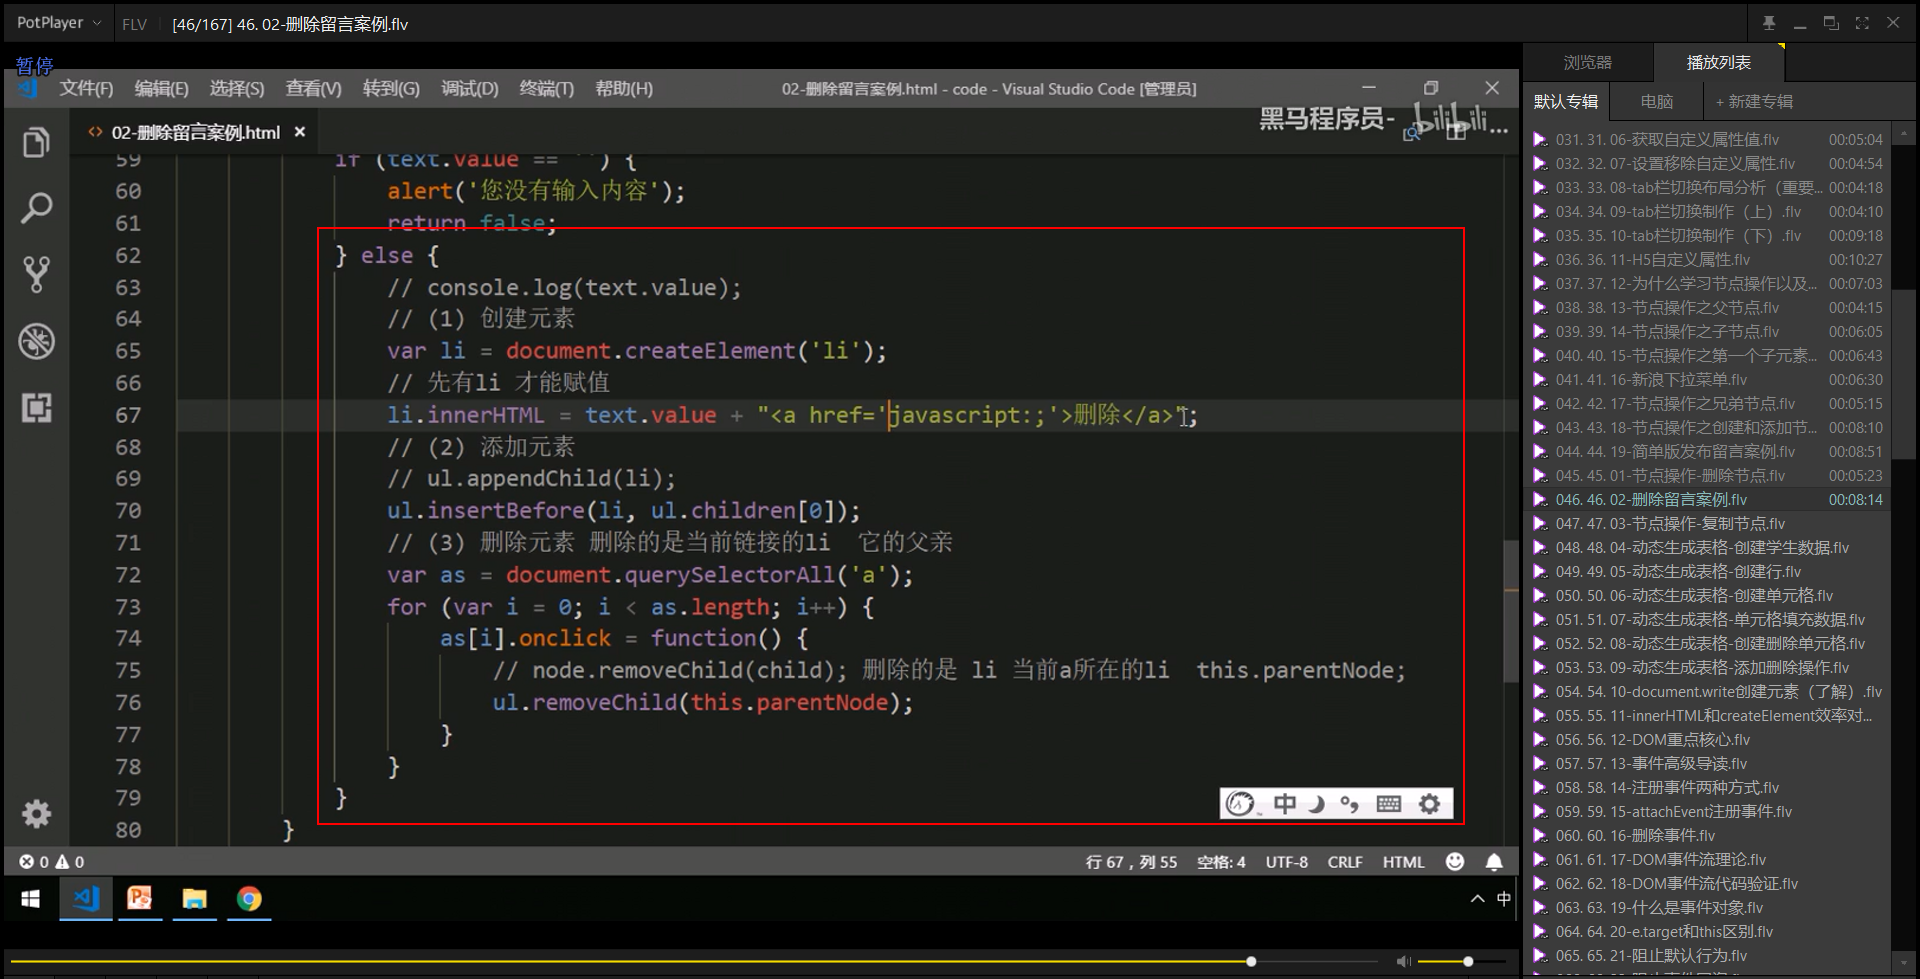 PotPlayer FLV [46/167] 46. 02-删除留言案例.flv
暂停
文件(F) 编辑(E) 选择(S) 查看(V) 转到(G) 调试(D) 终端(T) 帮助(H) 02-删除留言案例.html - code - Visual Studio Code [管理员]
02-删除留言案例.html
黑马程序员- bilibili
59 if (text.value == '') {
60 alert('您没有输入内容');
61 return false;
62 } else {
63 // console.log(text.value);
64 // (1) 创建元素
65 var li = document.createElement('li');
66 // 先有li 才能赋值
67 li.innerHTML = text.value + "<a href='javascript:;'>删除</a>";
68 // (2) 添加元素
69 // ul.appendChild(li);
70 ul.insertBefore(li, ul.children[0]);
71 // (3) 删除元素 删除的是当前链接的li 它的父亲
72 var as = document.querySelectorAll('a');
73 for (var i = 0; i < as.length; i++) {
74 as[i].onclick = function() {
75 // node.removeChild(child); 删除的是 li 当前a所在的li this.parentNode;
76 ul.removeChild(this.parentNode);
77 }
78 }
79 }
80 }
中
0 0 行 67，列 55 空格: 4 UTF-8 CRLF HTML
中
浏览器 播放列表
默认专辑 电脑 + 新建专辑
031. 31. 06-获取自定义属性值.flv 00:05:04
032. 32. 07-设置移除自定义属性.flv 00:04:54
033. 33. 08-tab栏切换布局分析（重要... 00:04:18
034. 34. 09-tab栏切换制作（上）.flv 00:04:10
035. 35. 10-tab栏切换制作（下）.flv 00:09:18
036. 36. 11-H5自定义属性.flv 00:10:27
037. 37. 12-为什么学习节点操作以及... 00:07:03
038. 38. 13-节点操作之父节点.flv 00:04:15
039. 39. 14-节点操作之子节点.flv 00:06:05
040. 40. 15-节点操作之第一个子元素... 00:06:43
041. 41. 16-新浪下拉菜单.flv 00:06:30
042. 42. 17-节点操作之兄弟节点.flv 00:05:15
043. 43. 18-节点操作之创建和添加节... 00:08:10
044. 44. 19-简单版发布留言案例.flv 00:08:51
045. 45. 01-节点操作-删除节点.flv 00:05:23
046. 46. 02-删除留言案例.flv 00:08:14
047. 47. 03-节点操作-复制节点.flv
048. 48. 04-动态生成表格-创建学生数据.flv
049. 49. 05-动态生成表格-创建行.flv
050. 50. 06-动态生成表格-创建单元格.flv
051. 51. 07-动态生成表格-单元格填充数据.flv
052. 52. 08-动态生成表格-创建删除单元格.flv
053. 53. 09-动态生成表格-添加删除操作.flv
054. 54. 10-document.write创建元素（了解）.flv
055. 55. 11-innerHTML和createElement效率对...
056. 56. 12-DOM重点核心.flv
057. 57. 13-事件高级导读.flv
058. 58. 14-注册事件两种方式.flv
059. 59. 15-attachEvent注册事件.flv
060. 60. 16-删除事件.flv
061. 61. 17-DOM事件流理论.flv
062. 62. 18-DOM事件流代码验证.flv
063. 63. 19-什么是事件对象.flv
064. 64. 20-e.target和this区别.flv
065. 65. 21-阻止默认行为.flv